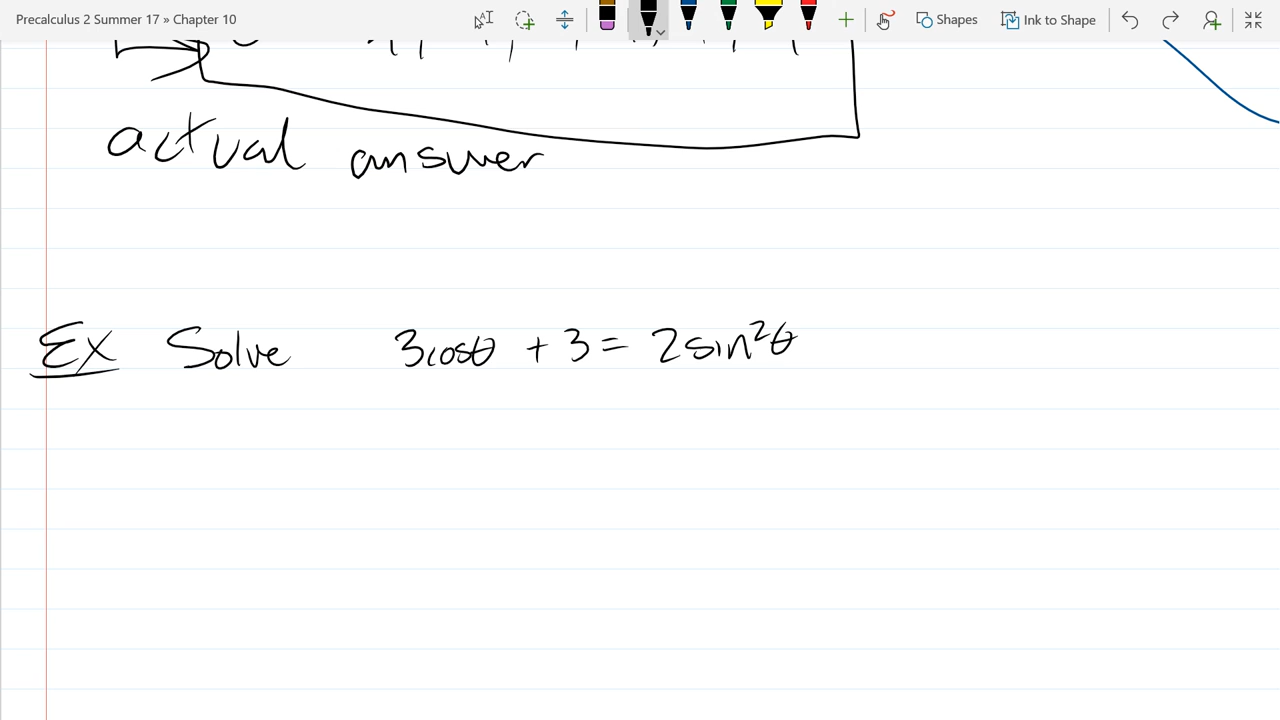 Precalculus 2 Summer 17 » Chapter 10
Shapes
Ink to Shape
actual answer
Ex Solve 3cosθ + 3 = 2sin²θ